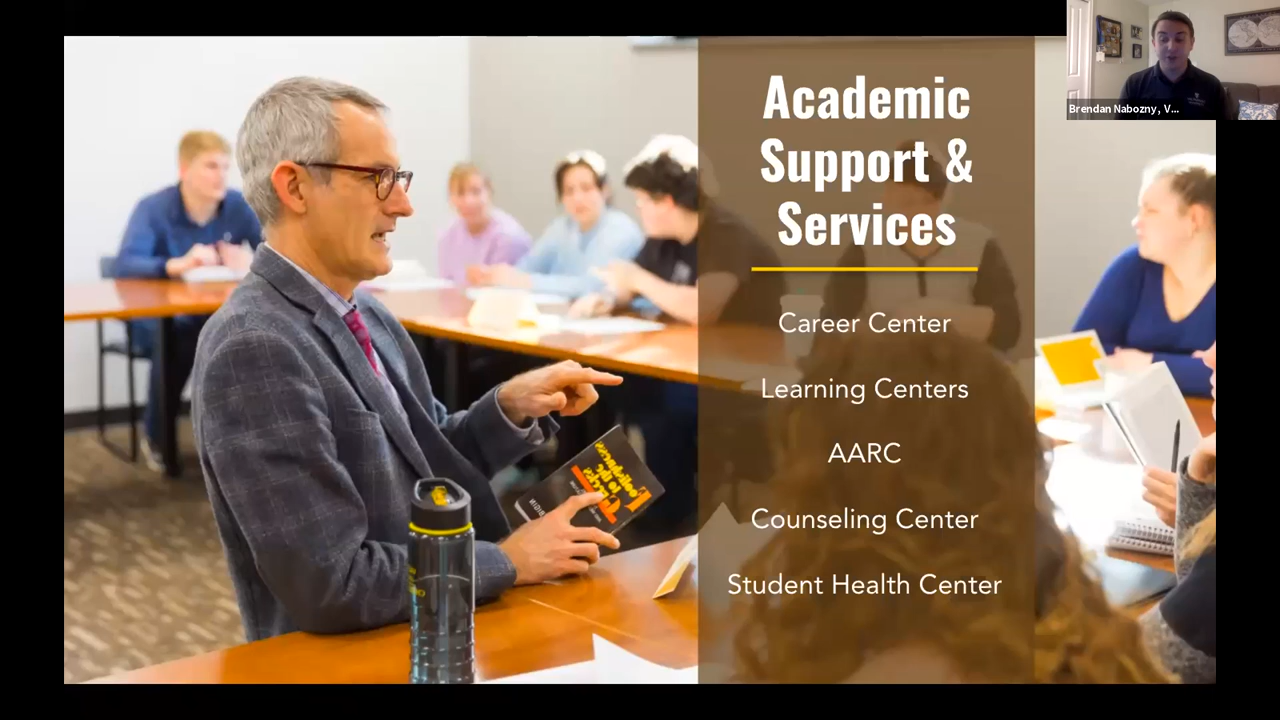 Academic
Support &
Services
Career Center
Learning Centers
AARC
Counseling Center
Student Health Center
Brendan Nabozny, V...